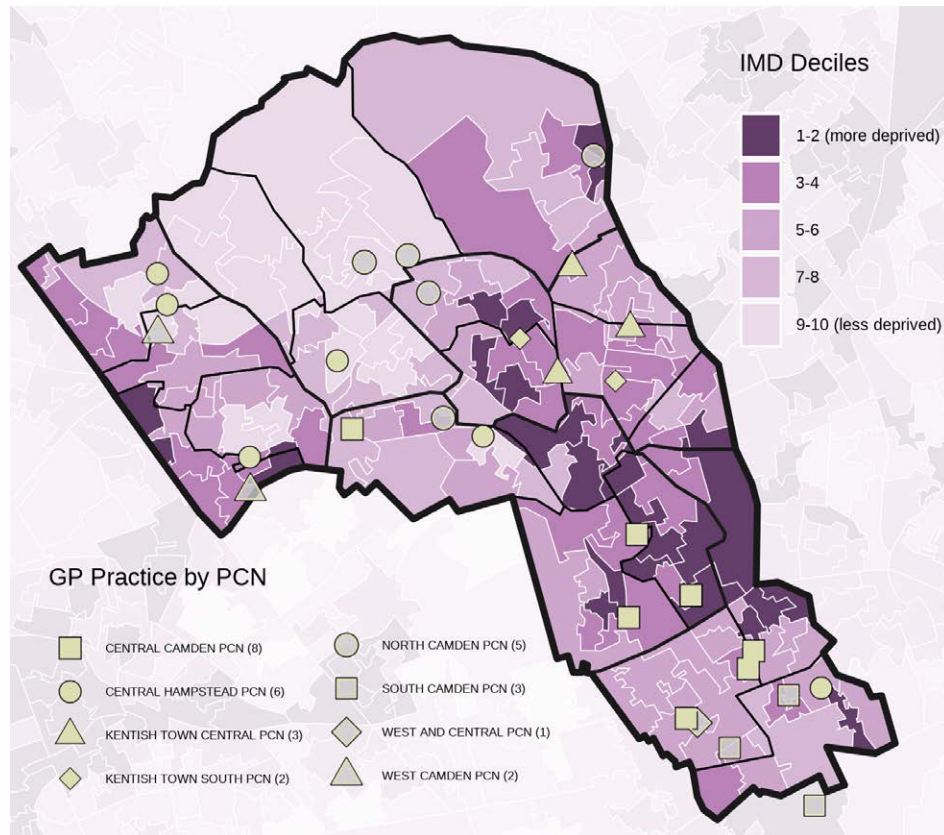 IMD Deciles
1-2 (more deprived)
3-4
5-6
7-8
9-10 (less deprived)
GP Practice by PCN
CENTRAL CAMDEN PCN (8)
CENTRAL HAMPSTEAD PCN (6)
KENTISH TOWN CENTRAL PCN (3)
KENTISH TOWN SOUTH PCN (2)
NORTH CAMDEN PCN (5)
SOUTH CAMDEN PCN (3)
WEST AND CENTRAL PCN (1)
WEST CAMDEN PCN (2)